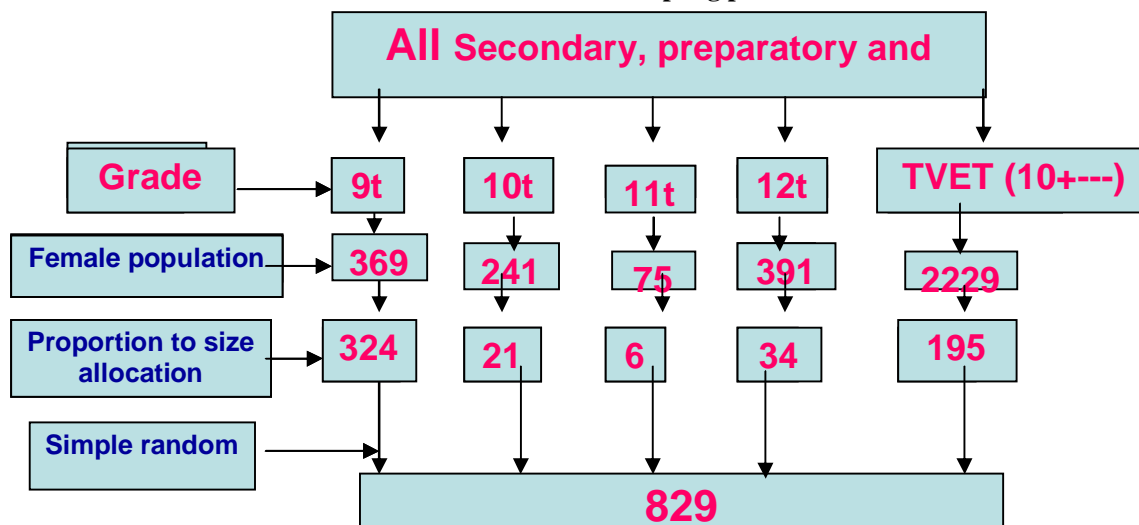 All Secondary, preparatory and
Grade
9t
10t
11t
12t
TVET (10+---)
Female population
369
241
75
391
2229
Proportion to size
allocation
324
21
6
34
195
Simple random
829